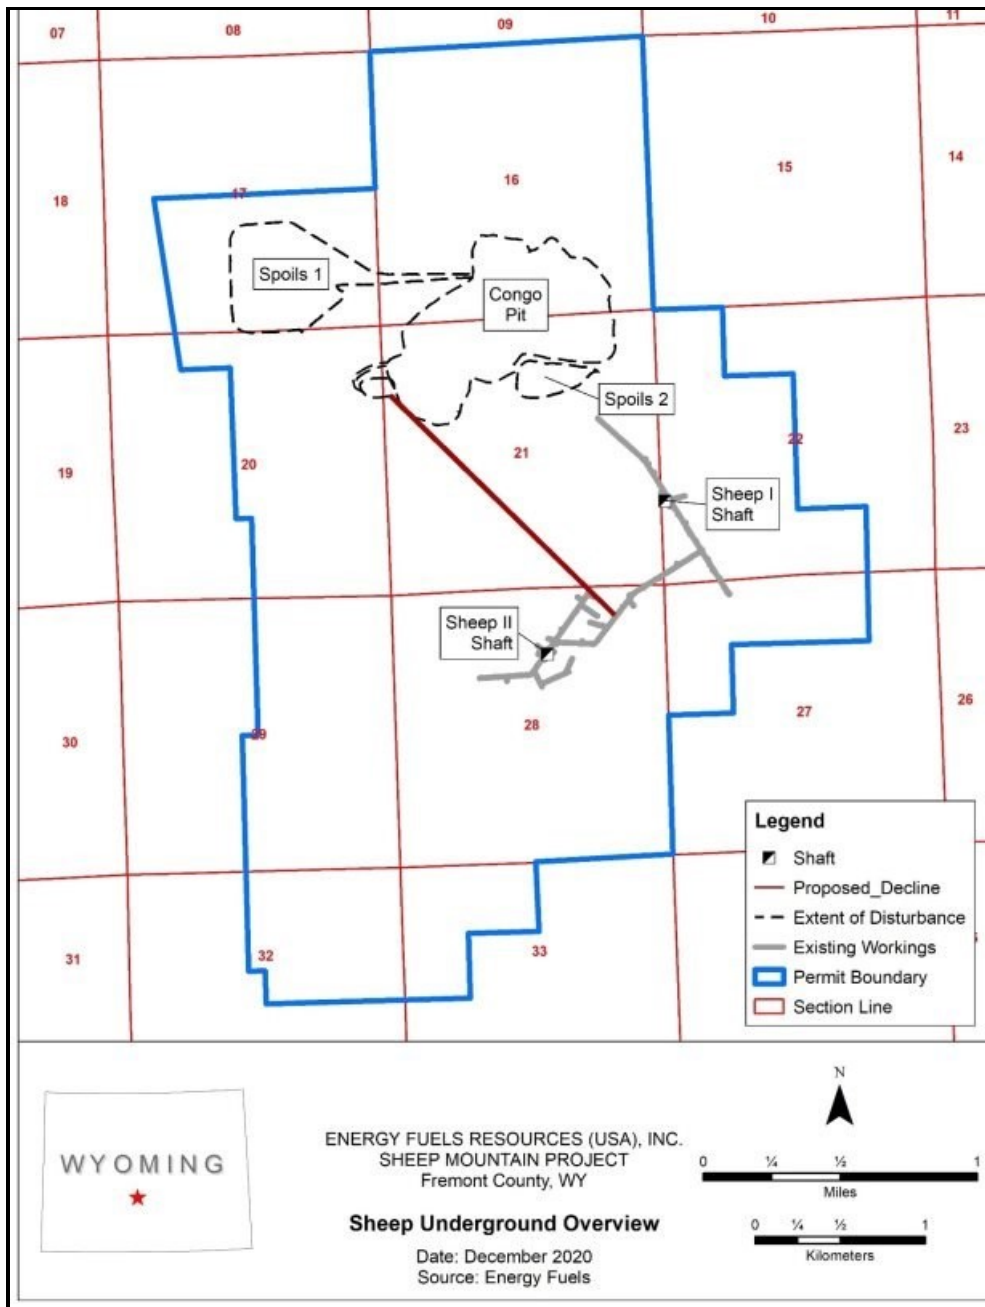 07
08
09
10
11
18
17
16
15
14
Spoils 1
Congo
Pit
Spoils 2
19
20
21
22
23
Sheep I
Shaft
Sheep II
Shaft
30
29
28
27
26
31
32
33
Legend
Shaft
Proposed_Decline
Extent of Disturbance
Existing Workings
Permit Boundary
Section Line
WYOMING
ENERGY FUELS RESOURCES (USA), INC.
SHEEP MOUNTAIN PROJECT
Fremont County, WY
Sheep Underground Overview
Date: December 2020
Source: Energy Fuels
N
0 ¼ ½ 1
Miles
0 ¼ ½ 1
Kilometers